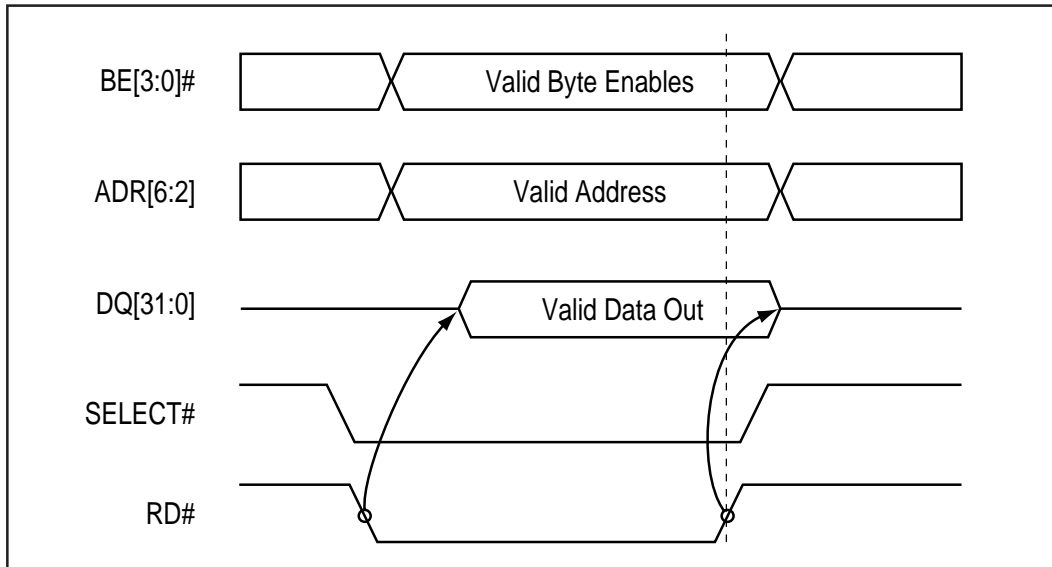 BE[3:0]#
Valid Byte Enables
ADR[6:2]
Valid Address
DQ[31:0]
Valid Data Out
SELECT#
RD#